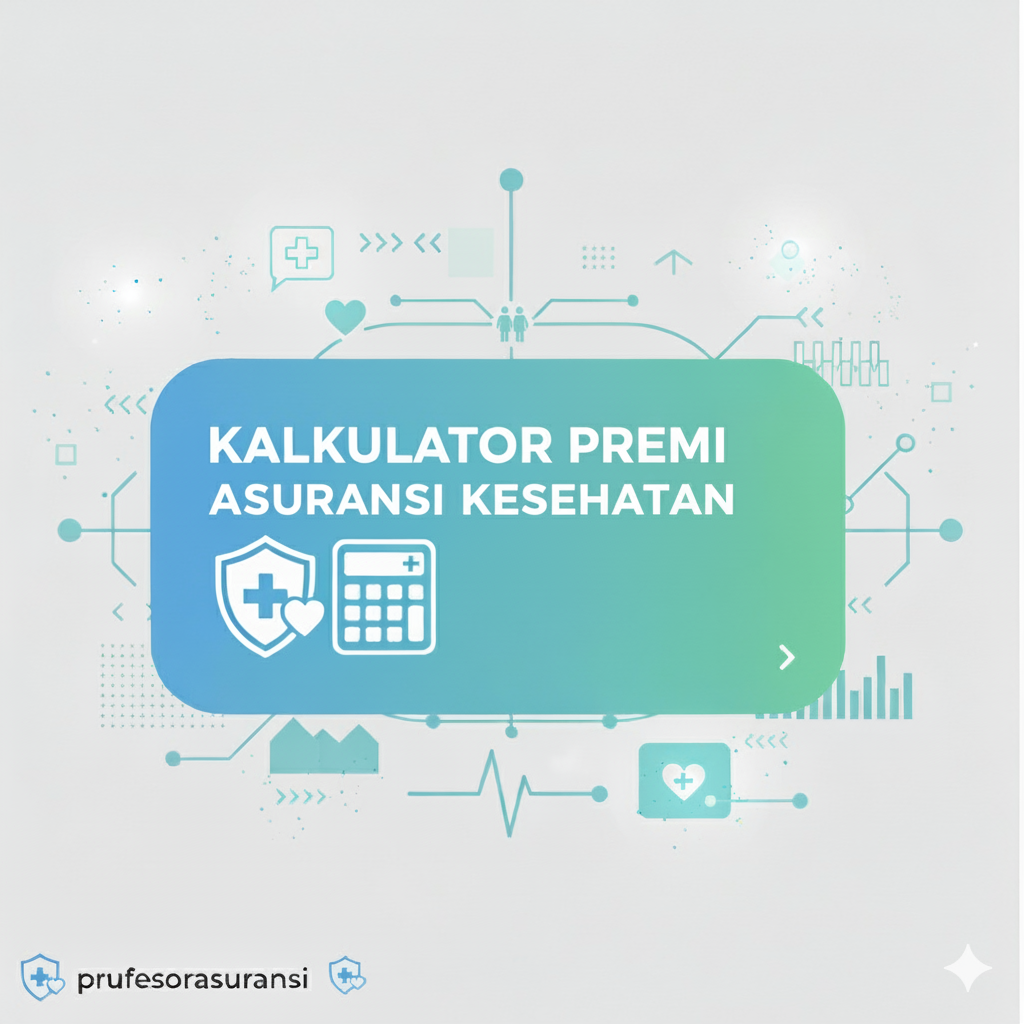 KALKULATOR PREMI
ASURANSI KESEHATAN
prufesorasuransi